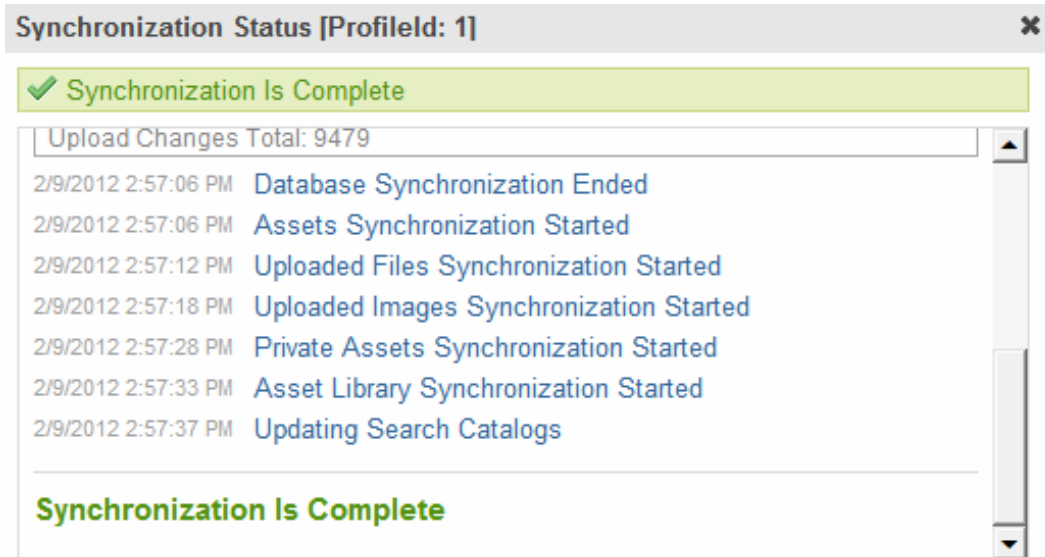 Synchronization Status [ProfileId: 1]
Synchronization Is Complete
Upload Changes Total: 9479
2/9/2012 2:57:06 PM Database Synchronization Ended
2/9/2012 2:57:06 PM Assets Synchronization Started
2/9/2012 2:57:12 PM Uploaded Files Synchronization Started
2/9/2012 2:57:18 PM Uploaded Images Synchronization Started
2/9/2012 2:57:28 PM Private Assets Synchronization Started
2/9/2012 2:57:33 PM Asset Library Synchronization Started
2/9/2012 2:57:37 PM Updating Search Catalogs
Synchronization Is Complete